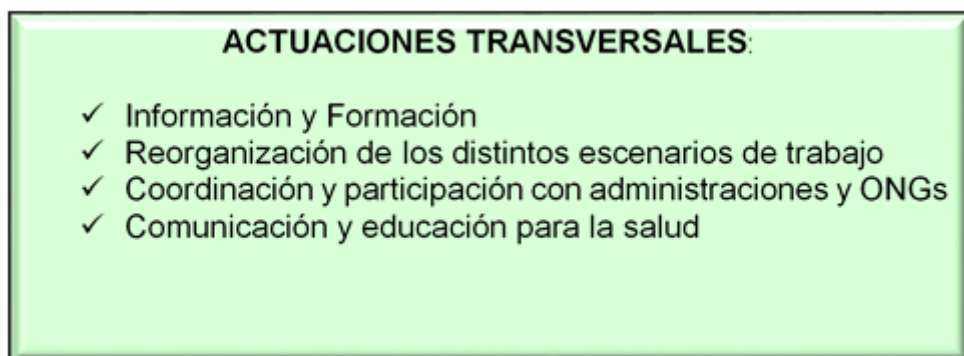 ACTUACIONES TRANSVERSALES:
✓ Información y Formación
✓ Reorganización de los distintos escenarios de trabajo
✓ Coordinación y participación con administraciones y ONGs
✓ Comunicación y educación para la salud